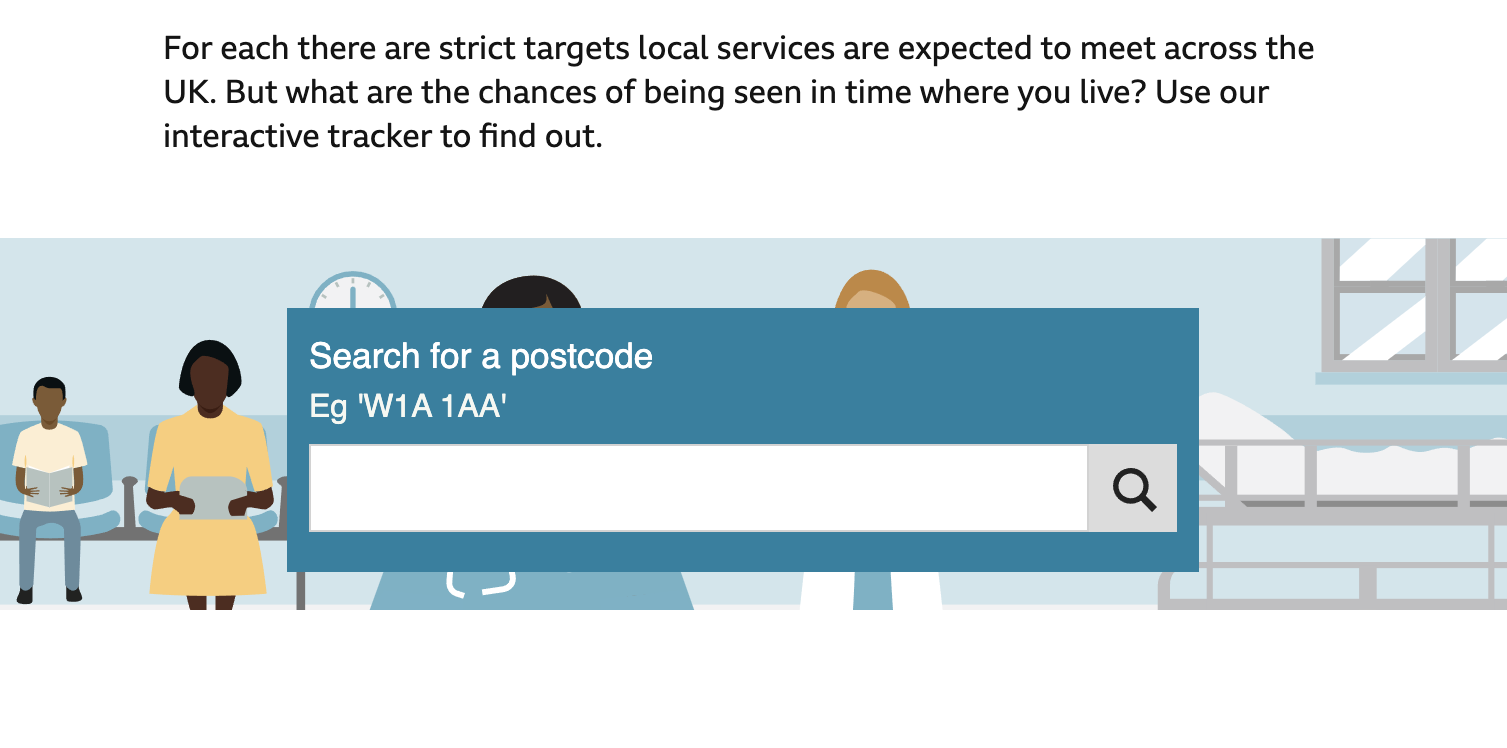 For each there are strict targets local services are expected to meet across the
UK. But what are the chances of being seen in time where you live? Use our
interactive tracker to find out.
Search for a postcode
Eg 'W1A 1AA'